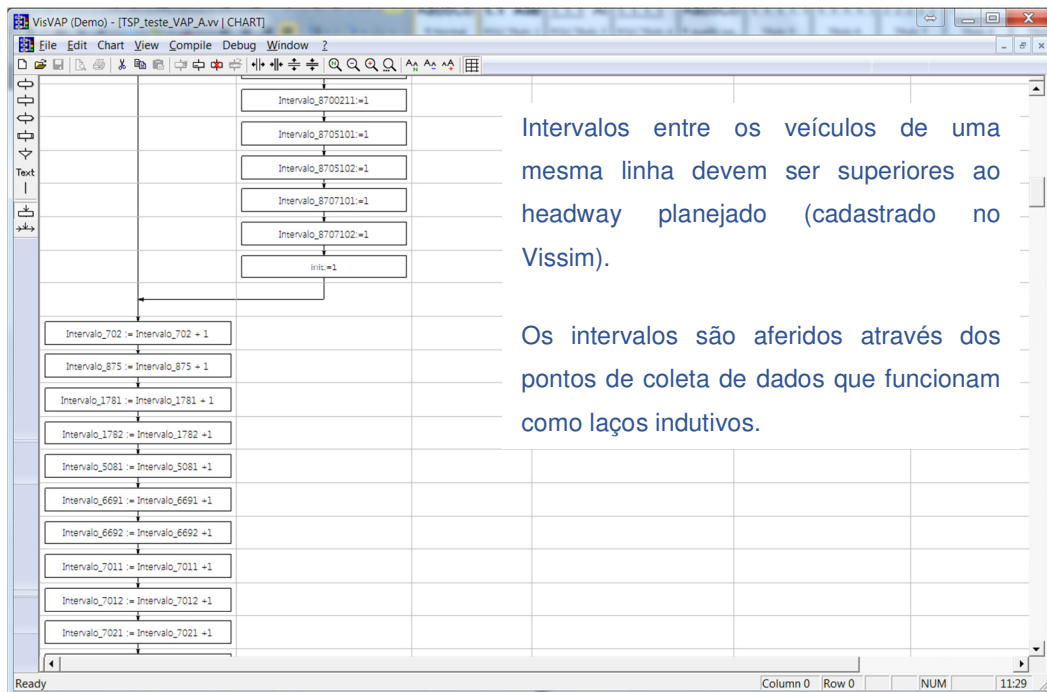 VisVAP (Demo) - [TSP_teste_VAP_A.vv | CHART]
File Edit Chart View Compile Debug Window ?
Text
Intervalo_8700211:=1
Intervalo_8705101:=1
Intervalo_8705102:=1
Intervalo_8707101:=1
Intervalo_8707102:=1
init:=1
Intervalo_702 := Intervalo_702 + 1
Intervalo_875 := Intervalo_875 + 1
Intervalo_1781 := Intervalo_1781 + 1
Intervalo_1782 := Intervalo_1782 +1
Intervalo_5081 := Intervalo_5081 +1
Intervalo_6691 := Intervalo_6691 +1
Intervalo_6692 := Intervalo_6692 +1
Intervalo_7011 := Intervalo_7011 +1
Intervalo_7012 := Intervalo_7012 +1
Intervalo_7021 := Intervalo_7021 +1
Intervalos entre os veículos de uma
mesma linha devem ser superiores ao
headway planejado (cadastrado no
Vissim).
Os intervalos são aferidos através dos
pontos de coleta de dados que funcionam
como laços indutivos.
Ready
Column 0 Row 0 NUM 11:29